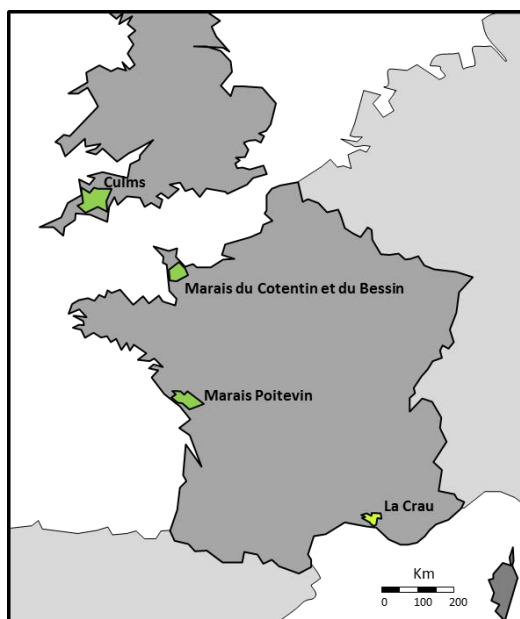 Culms
Marais du Cotentin et du Bessin
Marais Poitevin
La Crau
Km
0 100 200